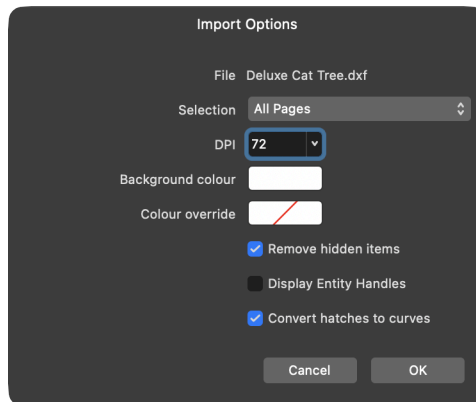 Import Options
File Deluxe Cat Tree.dxf
Selection All Pages
DPI 72
Background colour
Colour override
Remove hidden items
Display Entity Handles
Convert hatches to curves
Cancel OK